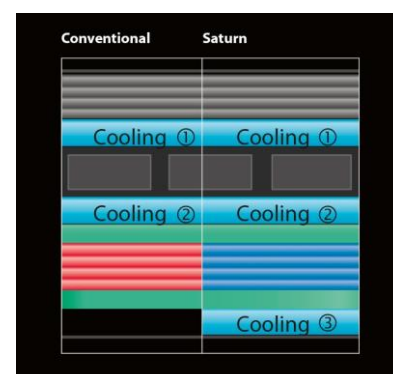 Conventional Saturn
Cooling ① Cooling ①
Cooling ② Cooling ②
Cooling ③